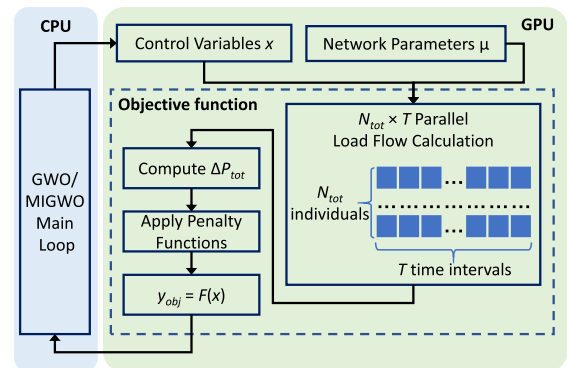 CPU
GPU
Control Variables x
Network Parameters μ
Objective function
N_tot × T Parallel
Load Flow Calculation
N_tot
individuals
...
..................
...
T time intervals
Compute ΔP_tot
Apply Penalty
Functions
y_obj = F(x)
GWO/
MIGWO
Main
Loop